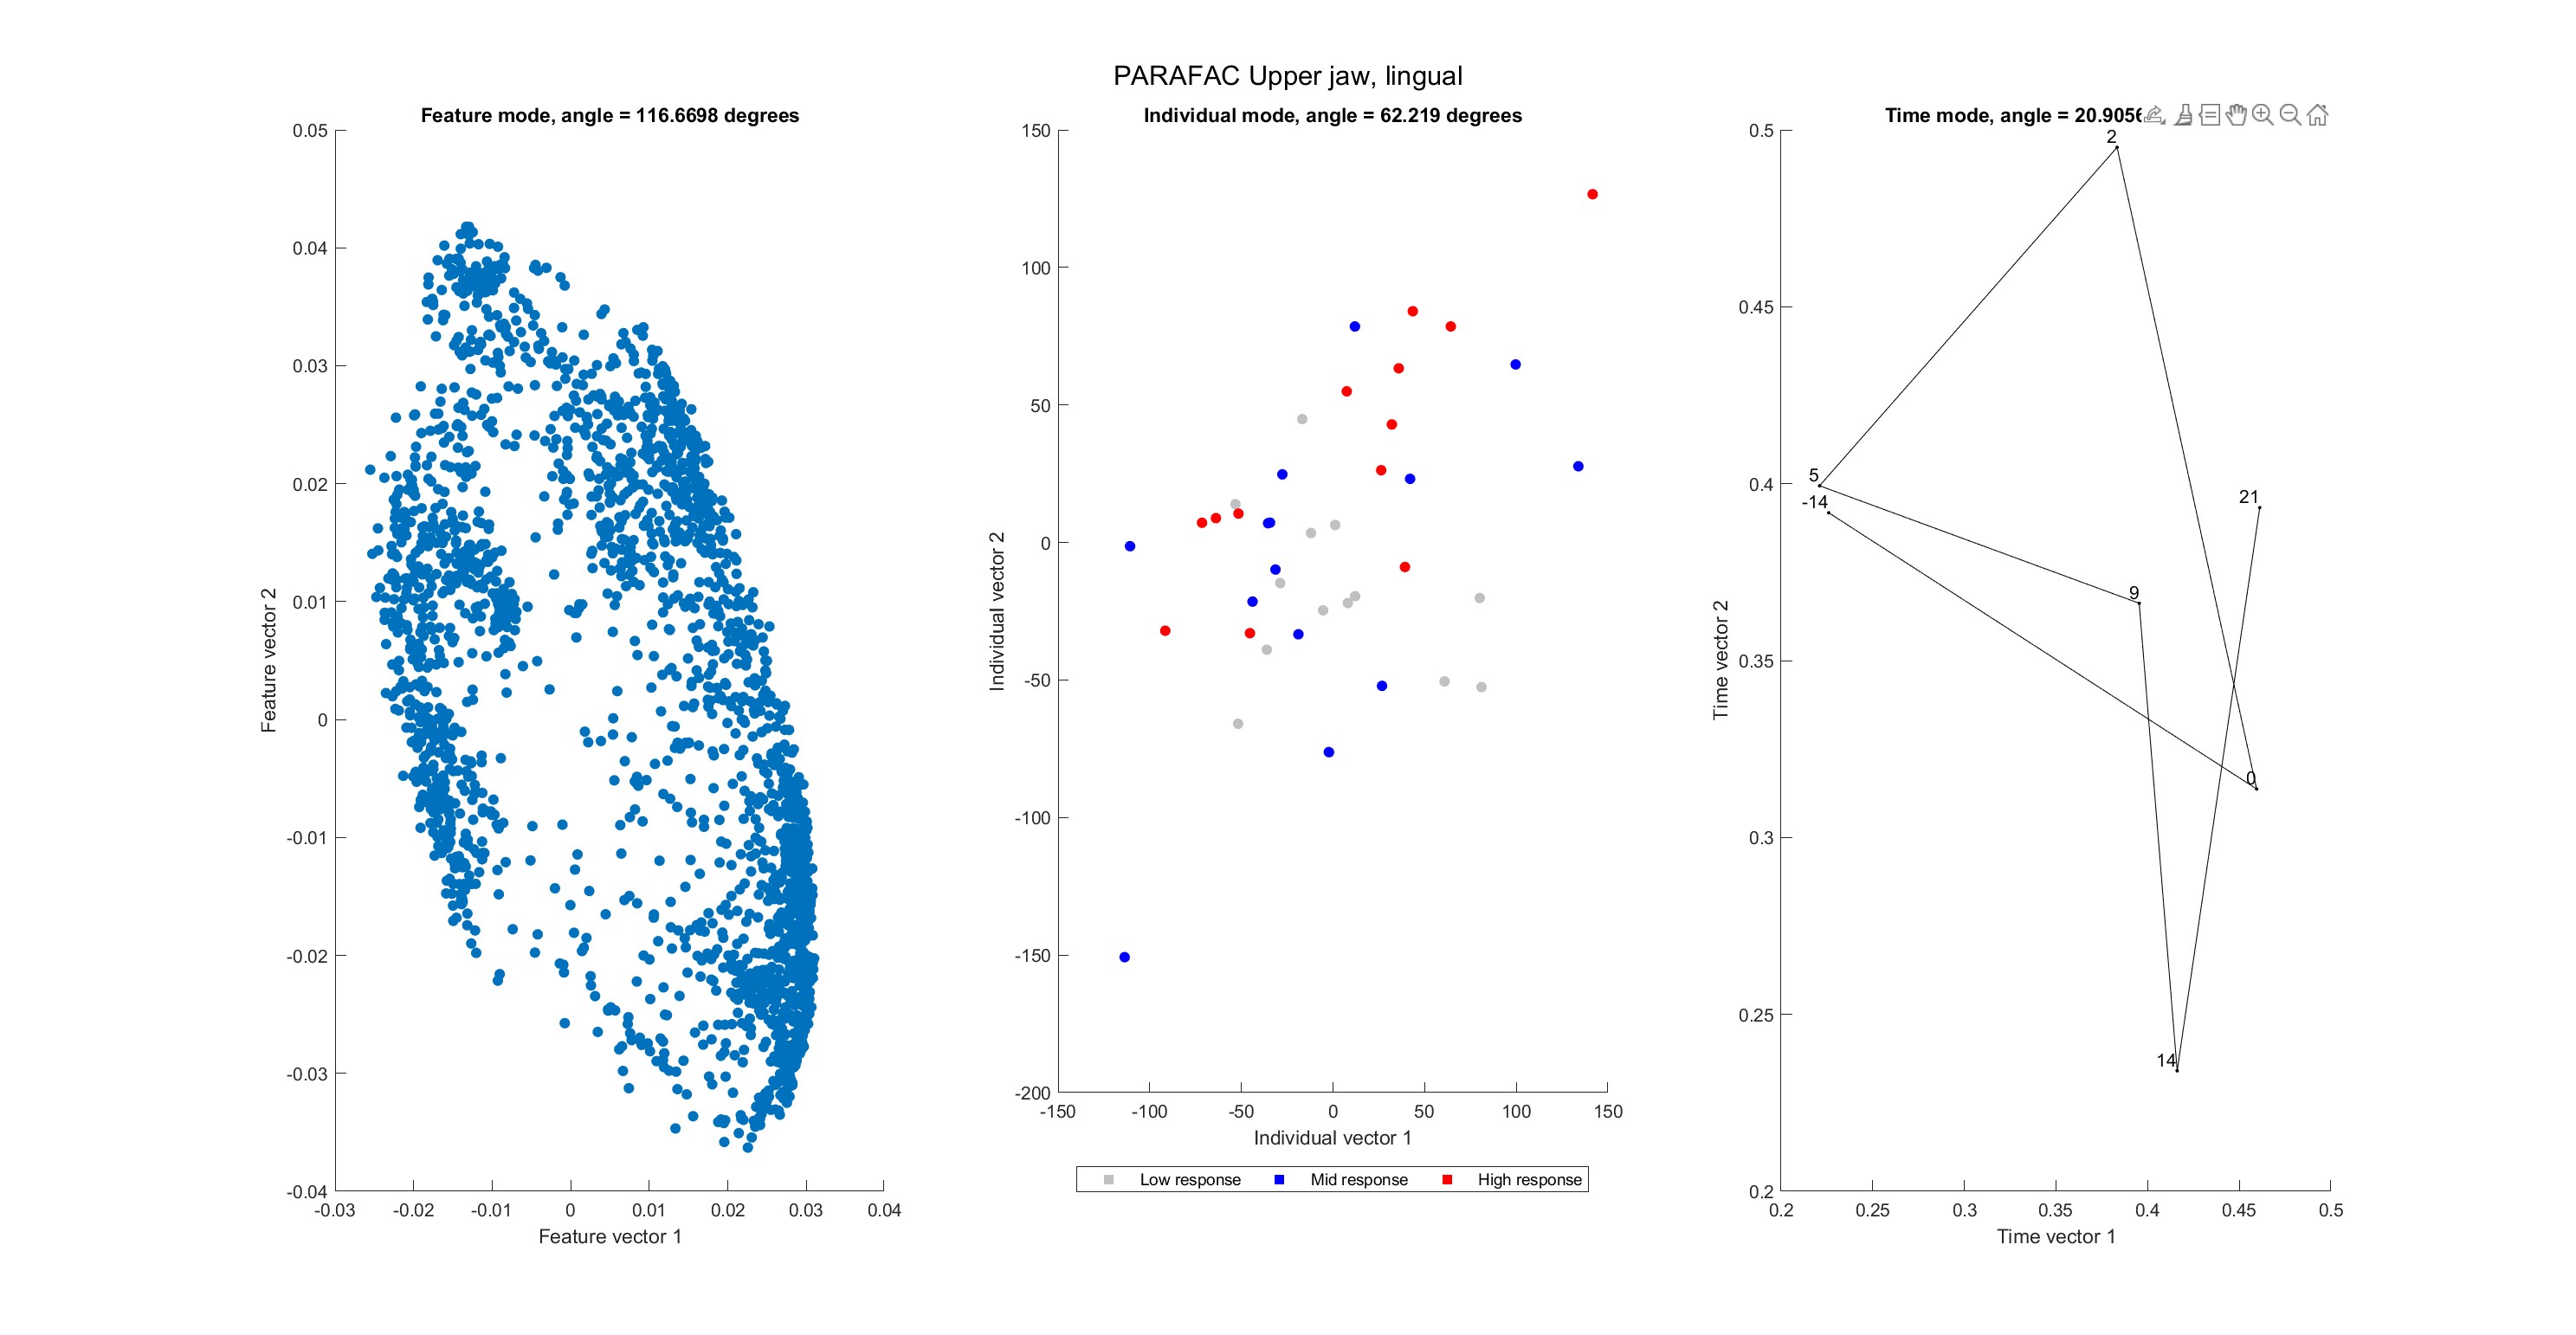 PARAFAC Upper jaw, lingual
Feature mode, angle = 116.6698 degrees
0.05
0.04
0.03
0.02
0.01
0
-0.01
-0.02
-0.03
-0.04
-0.03 -0.02 -0.01 0 0.01 0.02 0.03 0.04
Feature vector 1
Feature vector 2
Individual mode, angle = 62.219 degrees
150
100
50
0
-50
-100
-150
-200
-150 -100 -50 0 50 100 150
Individual vector 1
Individual vector 2
Low response Mid response High response
Time mode, angle = 20.9056
0.5
0.45
0.4
0.35
0.3
0.25
0.2
0.2 0.25 0.3 0.35 0.4 0.45 0.5
Time vector 1
Time vector 2
2
5
-14
21
9
0
14